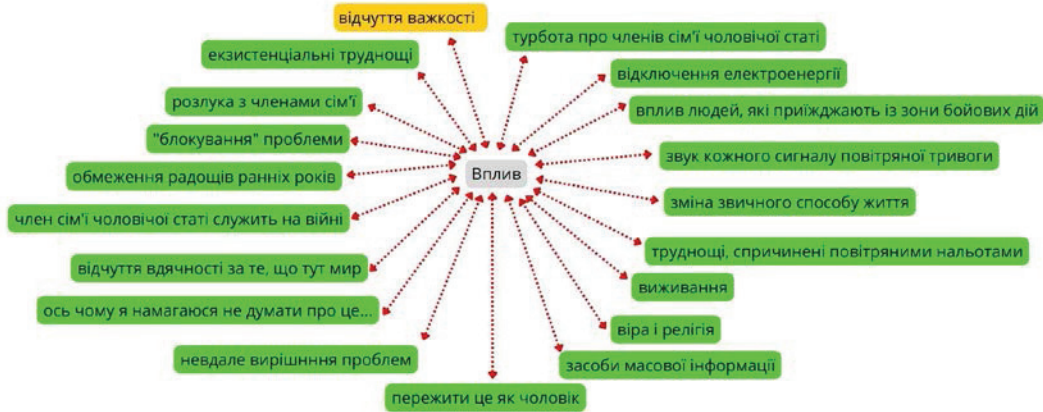 відчуття важкості
турбота про членів сім'ї чоловічої статі
екзистенціальні труднощі
відключення електроенергії
розлука з членами сім'ї
вплив людей, які приїжджають із зони бойових дій
"блокування" проблеми
звук кожного сигналу повітряної тривоги
Вплив
обмеження радощів ранніх років
зміна звичного способу життя
член сім'ї чоловічої статі служить на війні
труднощі, спричинені повітряними нальотами
відчуття вдячності за те, що тут мир
виживання
ось чому я намагаюся не думати про це...
віра і релігія
невдале вирішнння проблем
засоби масової інформації
пережити це як чоловік